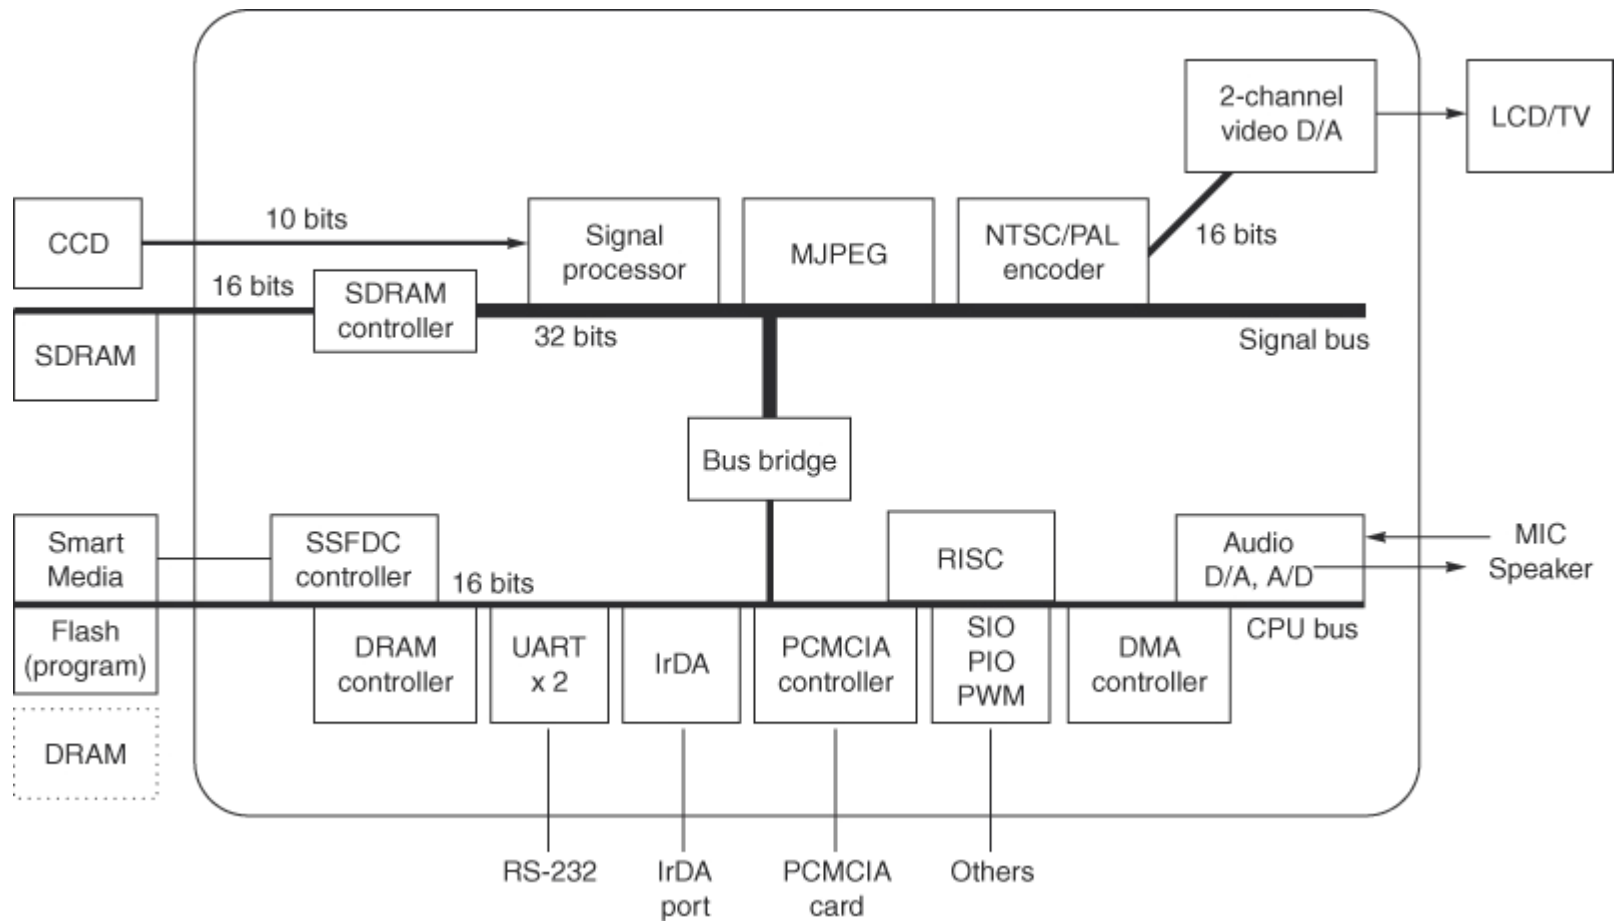 2-channel
video D/A
LCD/TV
CCD
10 bits
Signal
processor
MJPEG
NTSC/PAL
encoder
16 bits
16 bits
SDRAM
controller
SDRAM
32 bits
Signal bus
Bus bridge
Smart
Media
SSFDC
controller
16 bits
RISC
Audio
D/A, A/D
MIC
Speaker
CPU bus
Flash
(program)
DRAM
controller
UART
x 2
IrDA
PCMCIA
controller
SIO
PIO
PWM
DMA
controller
DRAM
RS-232
IrDA
port
PCMCIA
card
Others